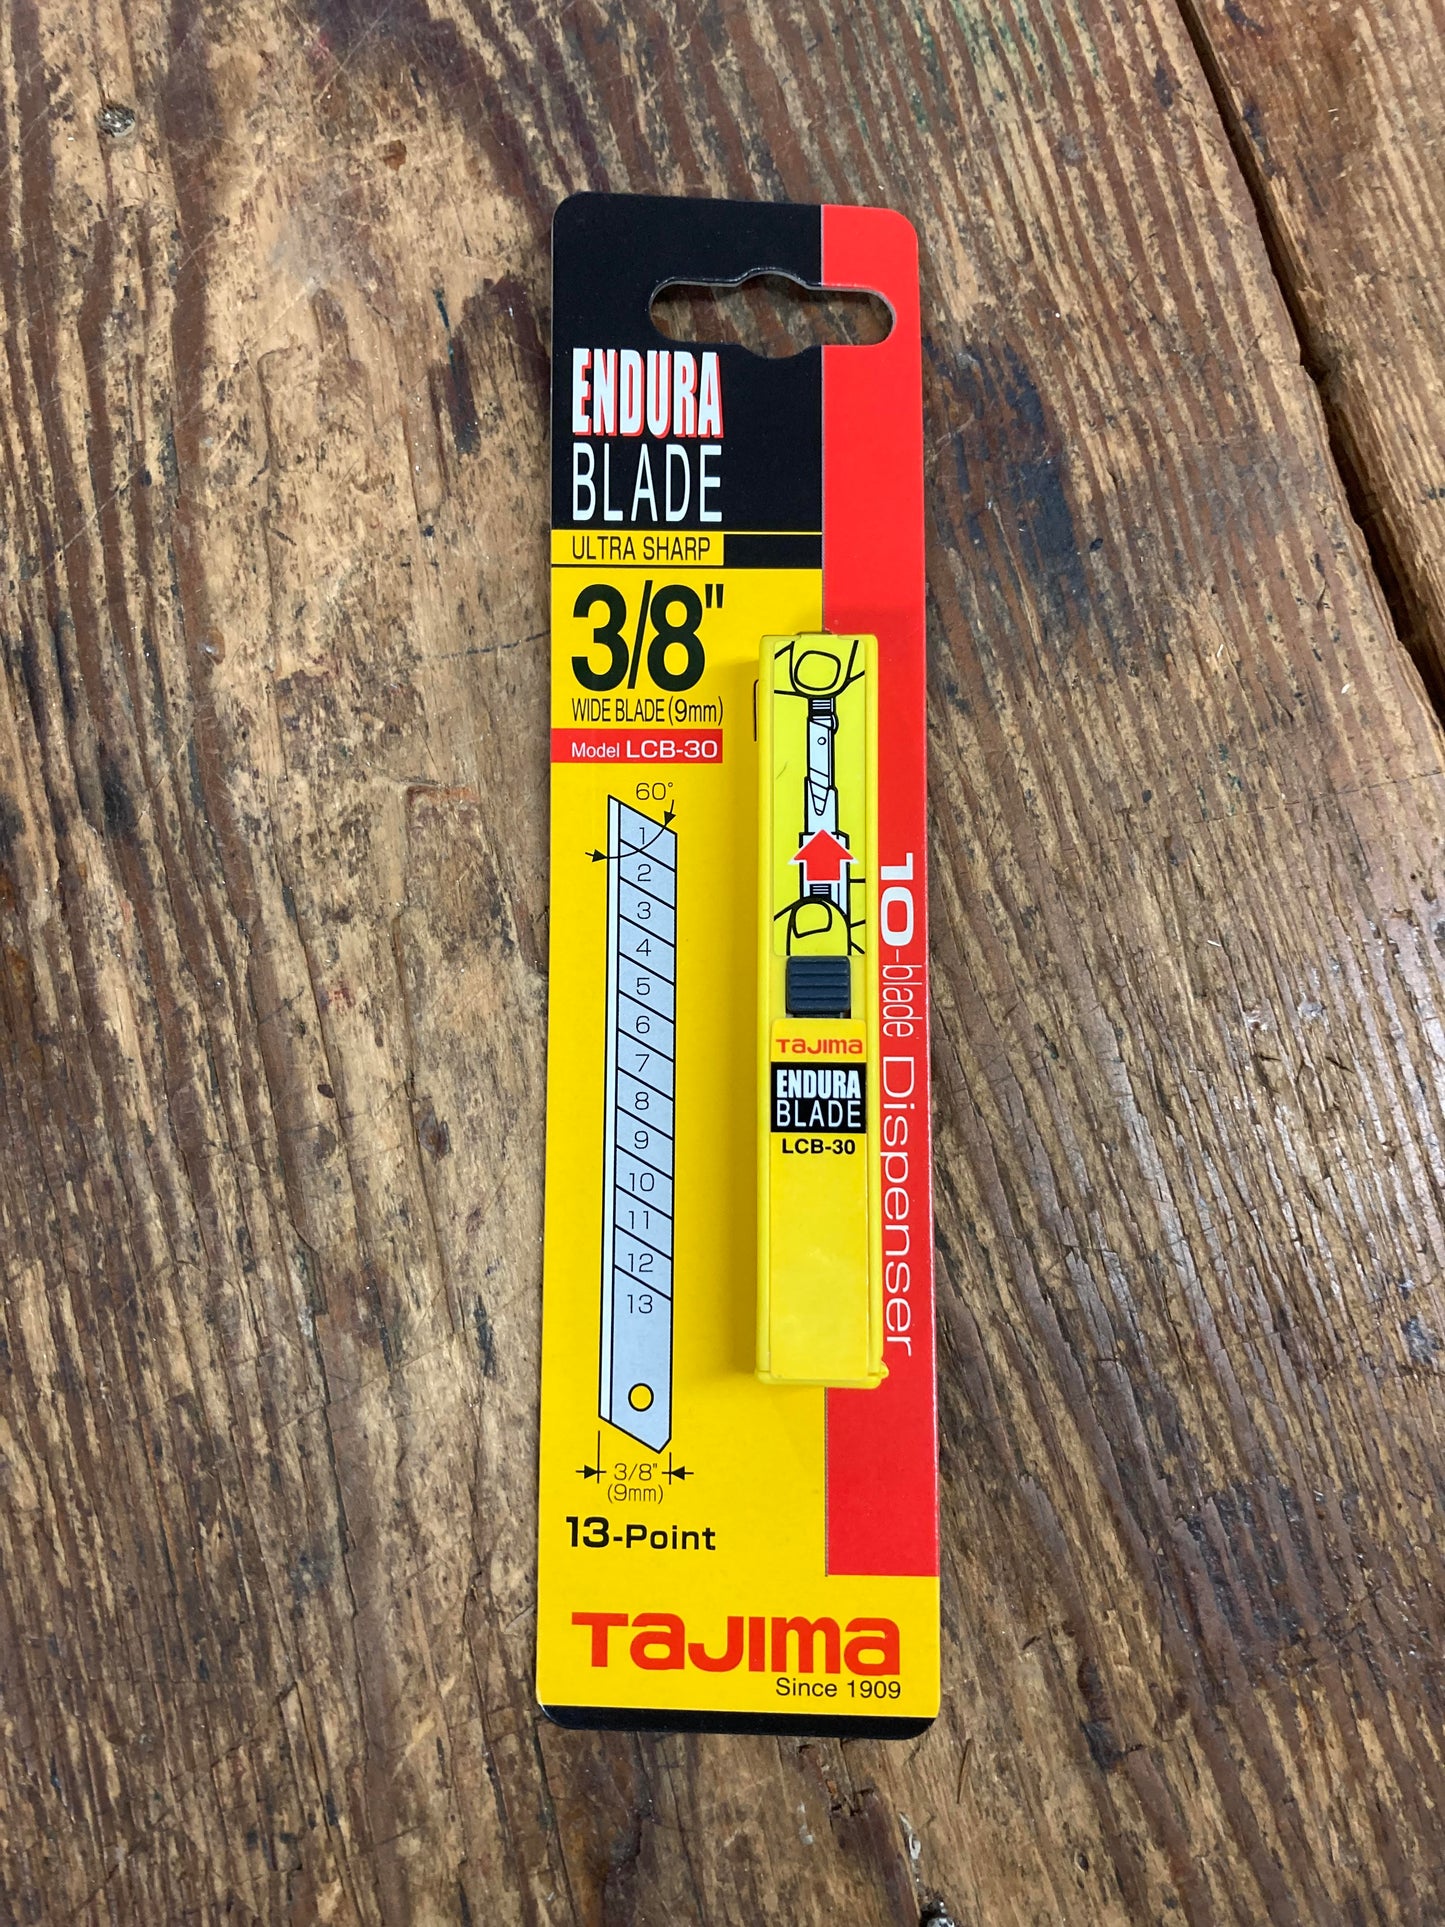 ENDURA
BLADE
ULTRA SHARP
3/8"
WIDE BLADE (9mm)
Model LCB-30
60°
1
2
3
4
5
6
7
8
9
10
11
12
13
3/8"
(9mm)
13-Point
TAJIMA
ENDURA
BLADE
LCB-30
10-blade Dispenser
TAJIMA
Since 1909